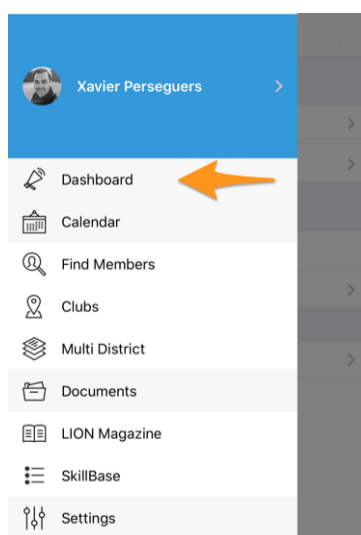 Xavier Perseguers
Dashboard
Calendar
Find Members
Clubs
Multi District
Documents
LION Magazine
SkillBase
Settings